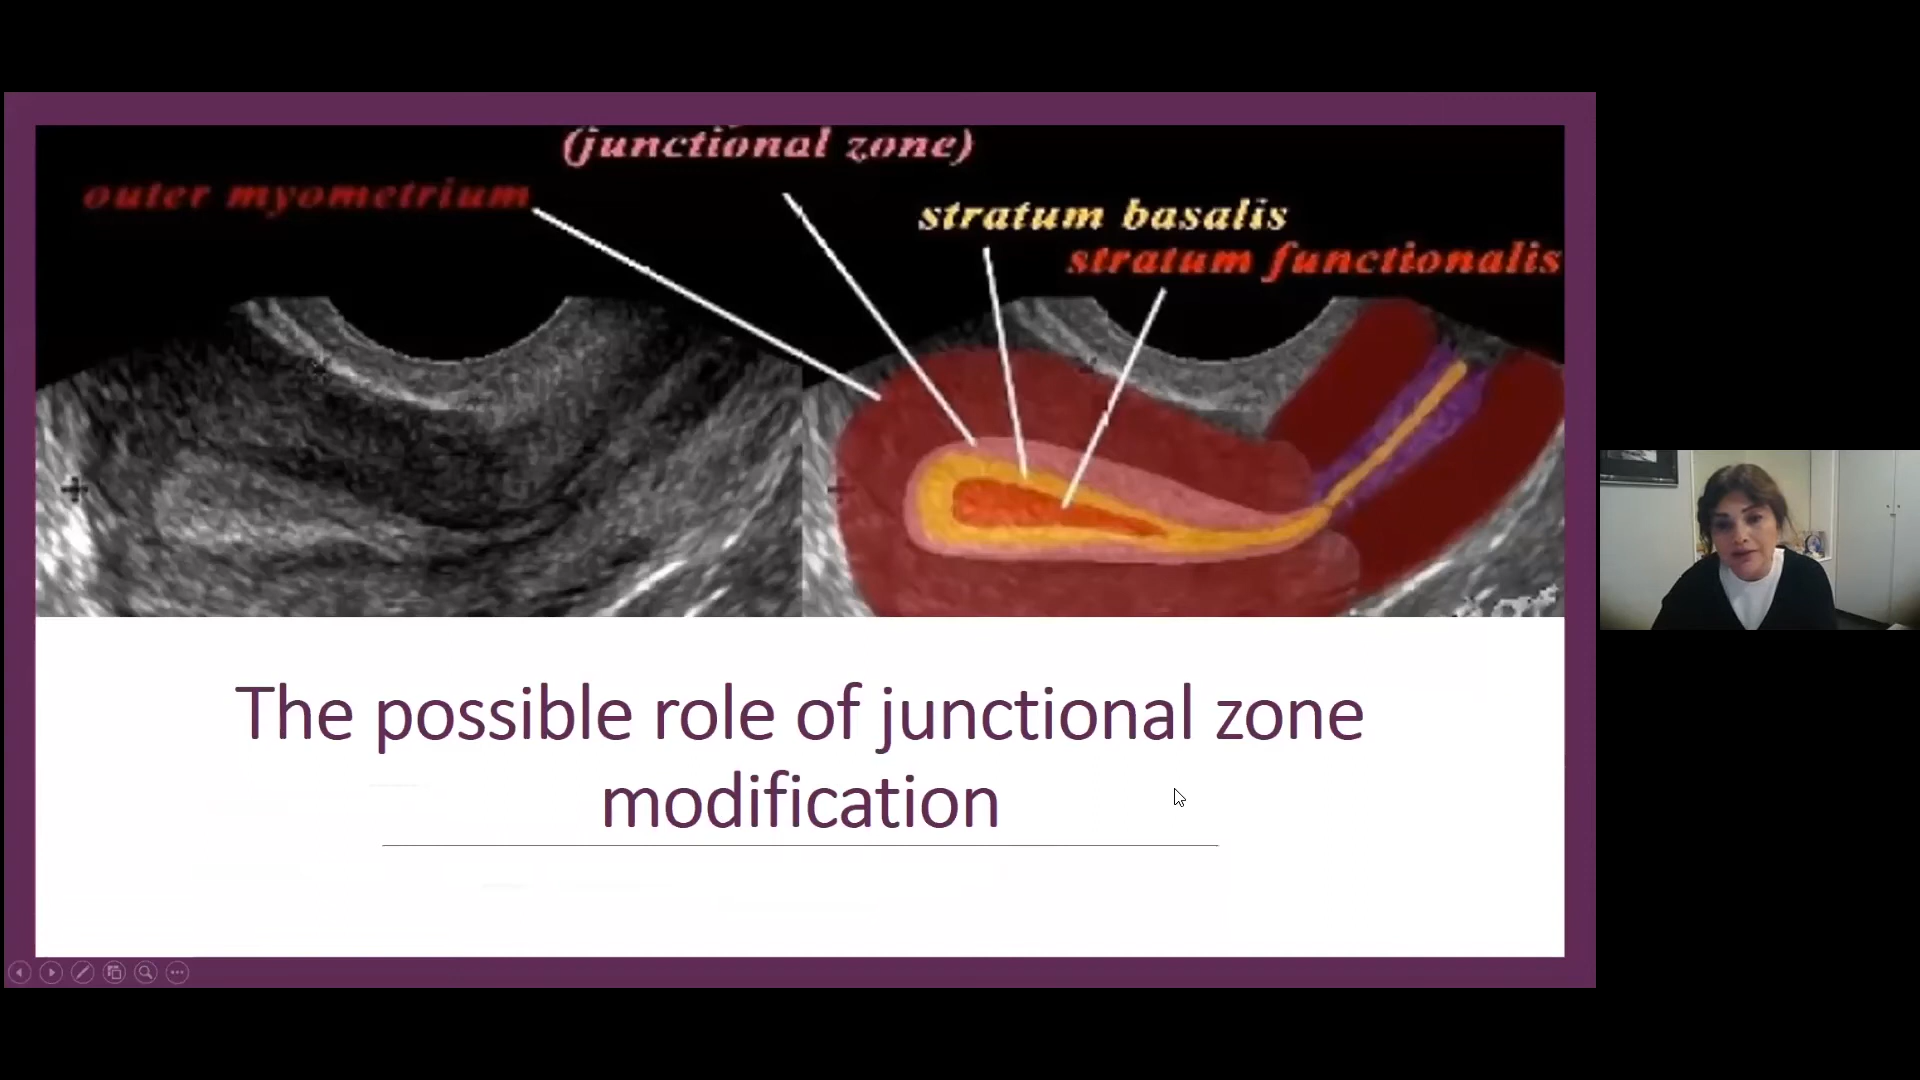 (junctional zone)
outer myometrium
stratum basalis
stratum functionalis
The possible role of junctional zone
modification